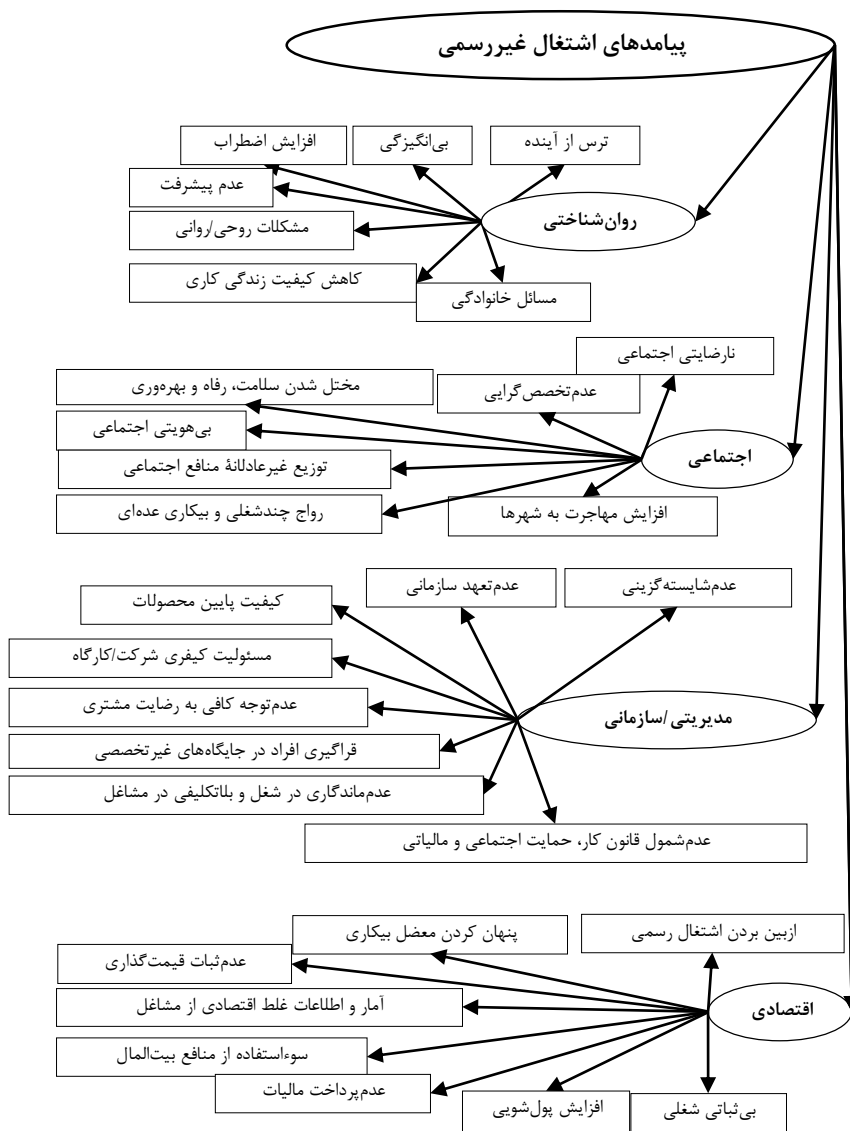 پیامدهای اشتغال غیررسمی
ترس از آینده
بی‌انگیزگی
افزایش اضطراب
عدم پیشرفت
روان‌شناختی
مشکلات روحی/روانی
کاهش کیفیت زندگی کاری
مسائل خانوادگی
نارضایتی اجتماعی
عدم‌تخصص‌گرایی
مختل شدن سلامت، رفاه و بهره‌وری
بی‌هویتی اجتماعی
اجتماعی
توزیع غیرعادلانهٔ منافع اجتماعی
رواج چندشغلی و بیکاری عده‌ای
افزایش مهاجرت به شهرها
عدم‌شایسته‌گزینی
عدم‌تعهد سازمانی
کیفیت پایین محصولات
مسئولیت کیفری شرکت/کارگاه
عدم‌توجه کافی به رضایت مشتری
مدیریتی/سازمانی
قراگیری افراد در جایگاه‌های غیرتخصصی
عدم‌ماندگاری در شغل و بلاتکلیفی در مشاغل
عدم‌شمول قانون کار، حمایت اجتماعی و مالیاتی
ازبین بردن اشتغال رسمی
پنهان کردن معضل بیکاری
عدم‌ثبات قیمت‌گذاری
آمار و اطلاعات غلط اقتصادی از مشاغل
اقتصادی
سوءاستفاده از منافع بیت‌المال
عدم‌پرداخت مالیات
افزایش پول‌شویی
بی‌ثباتی شغلی